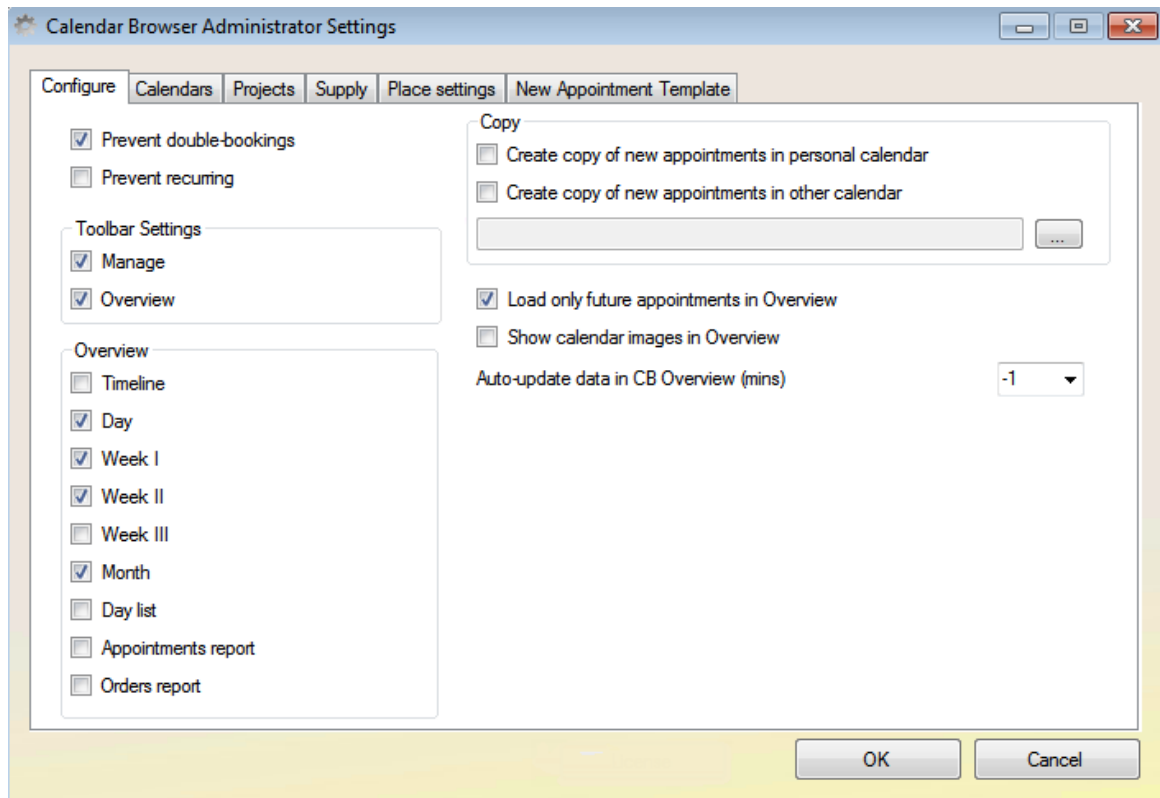 Calendar Browser Administrator Settings
Configure
Calendars
Projects
Supply
Place settings
New Appointment Template
Prevent double-bookings
Prevent recurring
Toolbar Settings
Manage
Overview
Overview
Timeline
Day
Week I
Week II
Week III
Month
Day list
Appointments report
Orders report
Copy
Create copy of new appointments in personal calendar
Create copy of new appointments in other calendar
...
Load only future appointments in Overview
Show calendar images in Overview
Auto-update data in CB Overview (mins)
-1
OK
Cancel